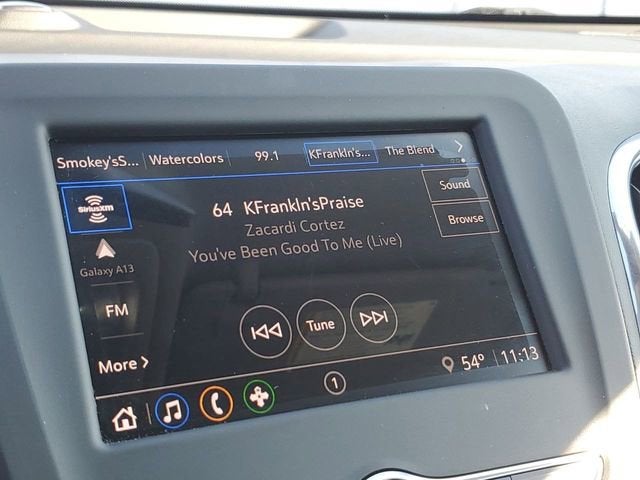 Smokey'sS... Watercolors 99.1 KFrankln's... The Blend
SiriusXM
64 KFrankln'sPraise
Sound
Zacardi Cortez
Browse
You've Been Good To Me (Live)
Galaxy A13
FM
Tune
More
1
54° 11:13